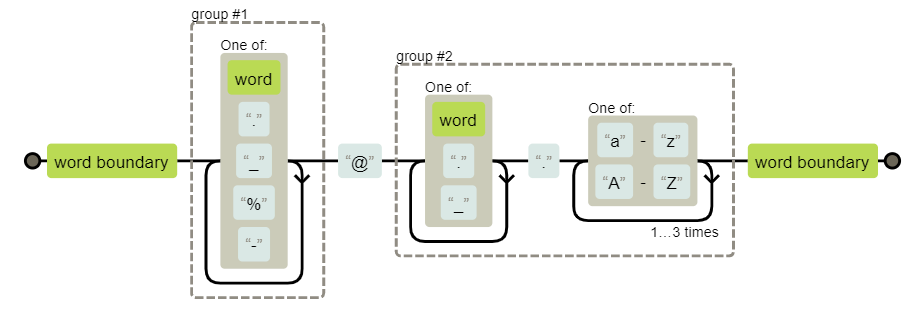 group #1
One of:
word
“.”
“_”
“%”
“-”
word boundary
“@”
group #2
One of:
word
“.”
“_”
“.”
One of:
“a” - “z”
“A” - “Z”
1...3 times
word boundary